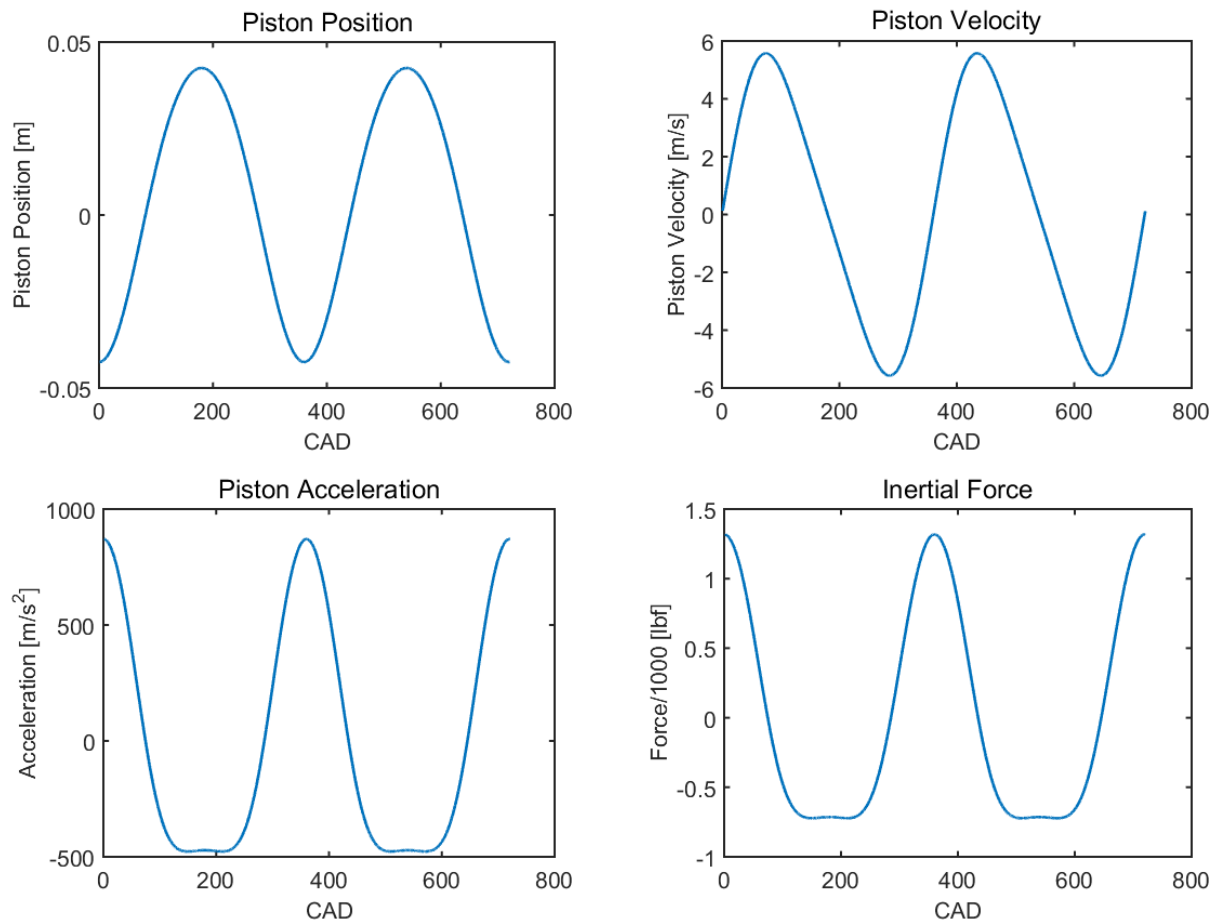 Piston Position
0.05
0
-0.05
Piston Position [m]
0 200 400 600 800
CAD
Piston Velocity
6
4
2
0
-2
-4
-6
Piston Velocity [m/s]
0 200 400 600 800
CAD
Piston Acceleration
1000
500
0
-500
Acceleration [m/s²]
0 200 400 600 800
CAD
Inertial Force
1.5
1
0.5
0
-0.5
-1
Force/1000 [lbf]
0 200 400 600 800
CAD